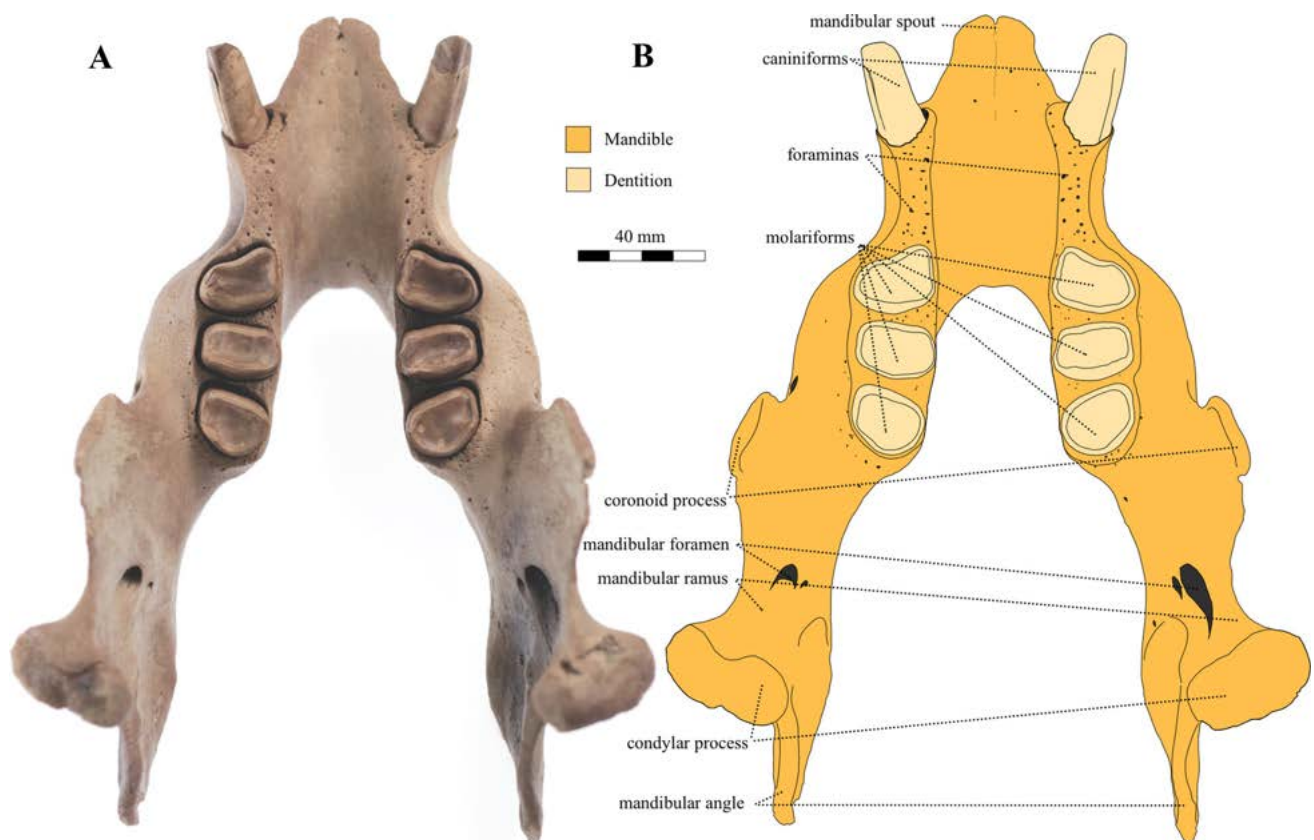 A
B
mandibular spout
caniniforms
Mandible
Dentition
foraminas
molariforms
40 mm
coronoid process
mandibular foramen
mandibular ramus
condylar process
mandibular angle